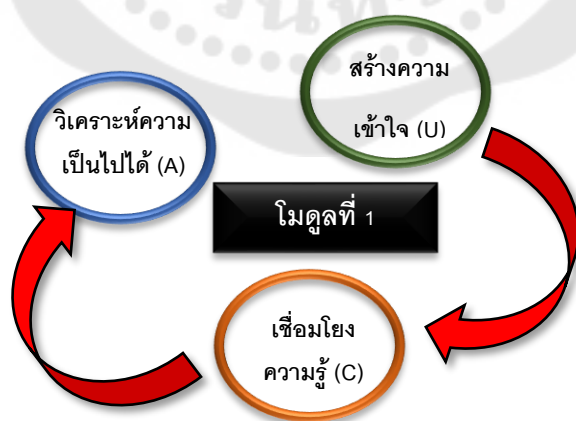 สร้างความ
เข้าใจ (U)
วิเคราะห์ความ
เป็นไปได้ (A)
โมดูลที่ 1
เชื่อมโยง
ความรู้ (C)